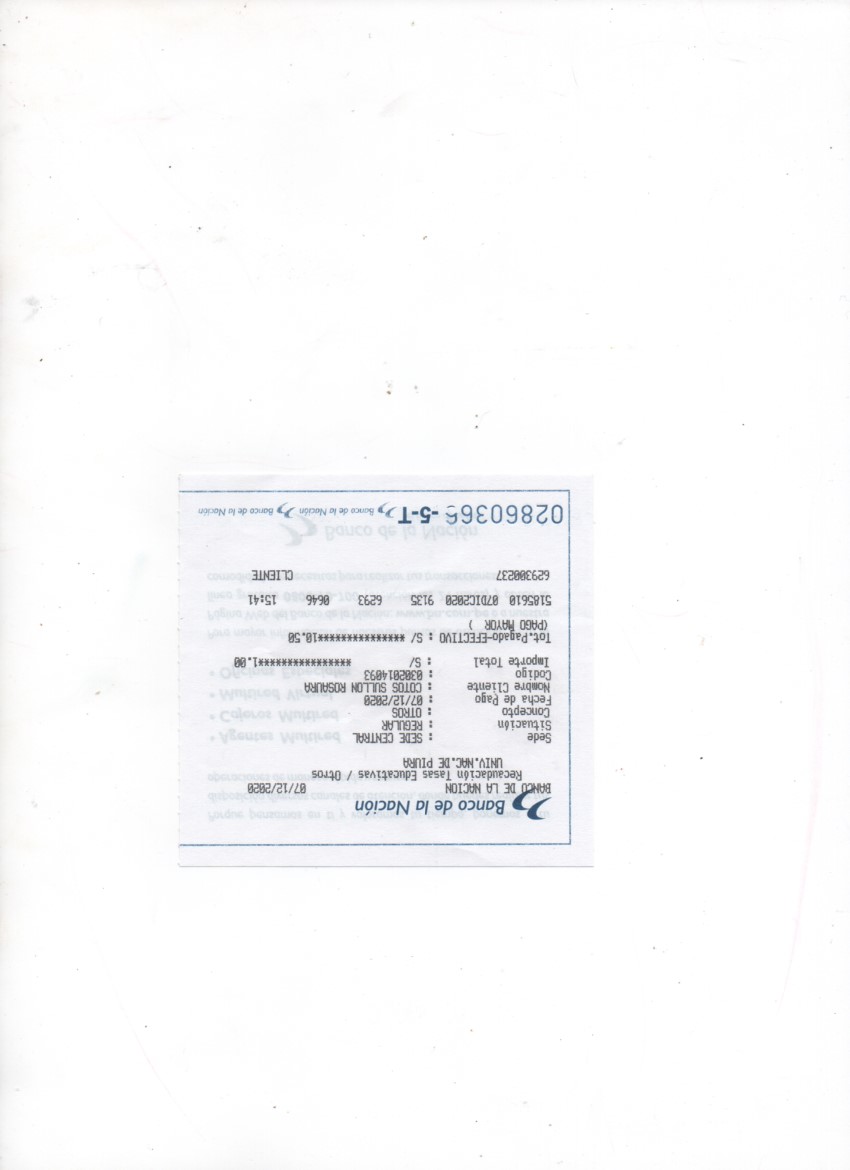 Banco de la Nación
BANCO DE LA NACION 07/12/2020
Recaudación Tasas Educativas / Otros
UNIV.NAC.DE PIURA
Sede : SEDE CENTRAL
Situación : REGULAR
Concepto : OTROS
Fecha de Pago : 07/12/2020
Nombre Cliente : COTOS SULLON ROSAURA
Codigo : 0302014093
Importe Total : S/ ****************1.00
Tot.Pagado-EFECTIVO : S/ ***************10.50
(PAGO MAYOR )
5185610 07DIC2020 9135 6293 0646 15:41
629300237 CLIENTE
02860366 -5-T Banco de la Nación Banco de la Nación